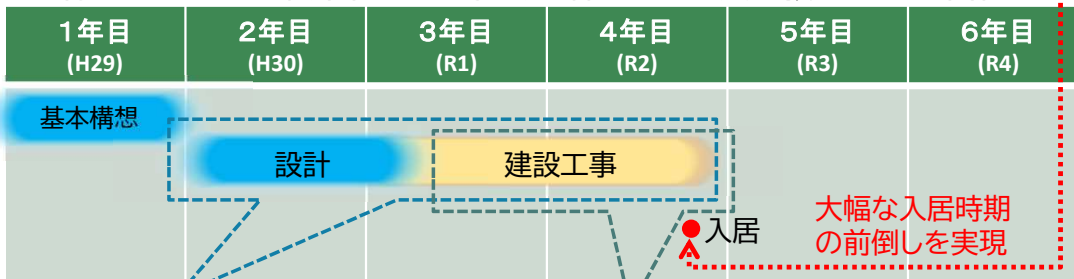 1年目
(H29)
2年目
(H30)
3年目
(R1)
4年目
(R2)
5年目
(R3)
6年目
(R4)
基本構想
設計
建設工事
入居
大幅な入居時期
の前倒しを実現